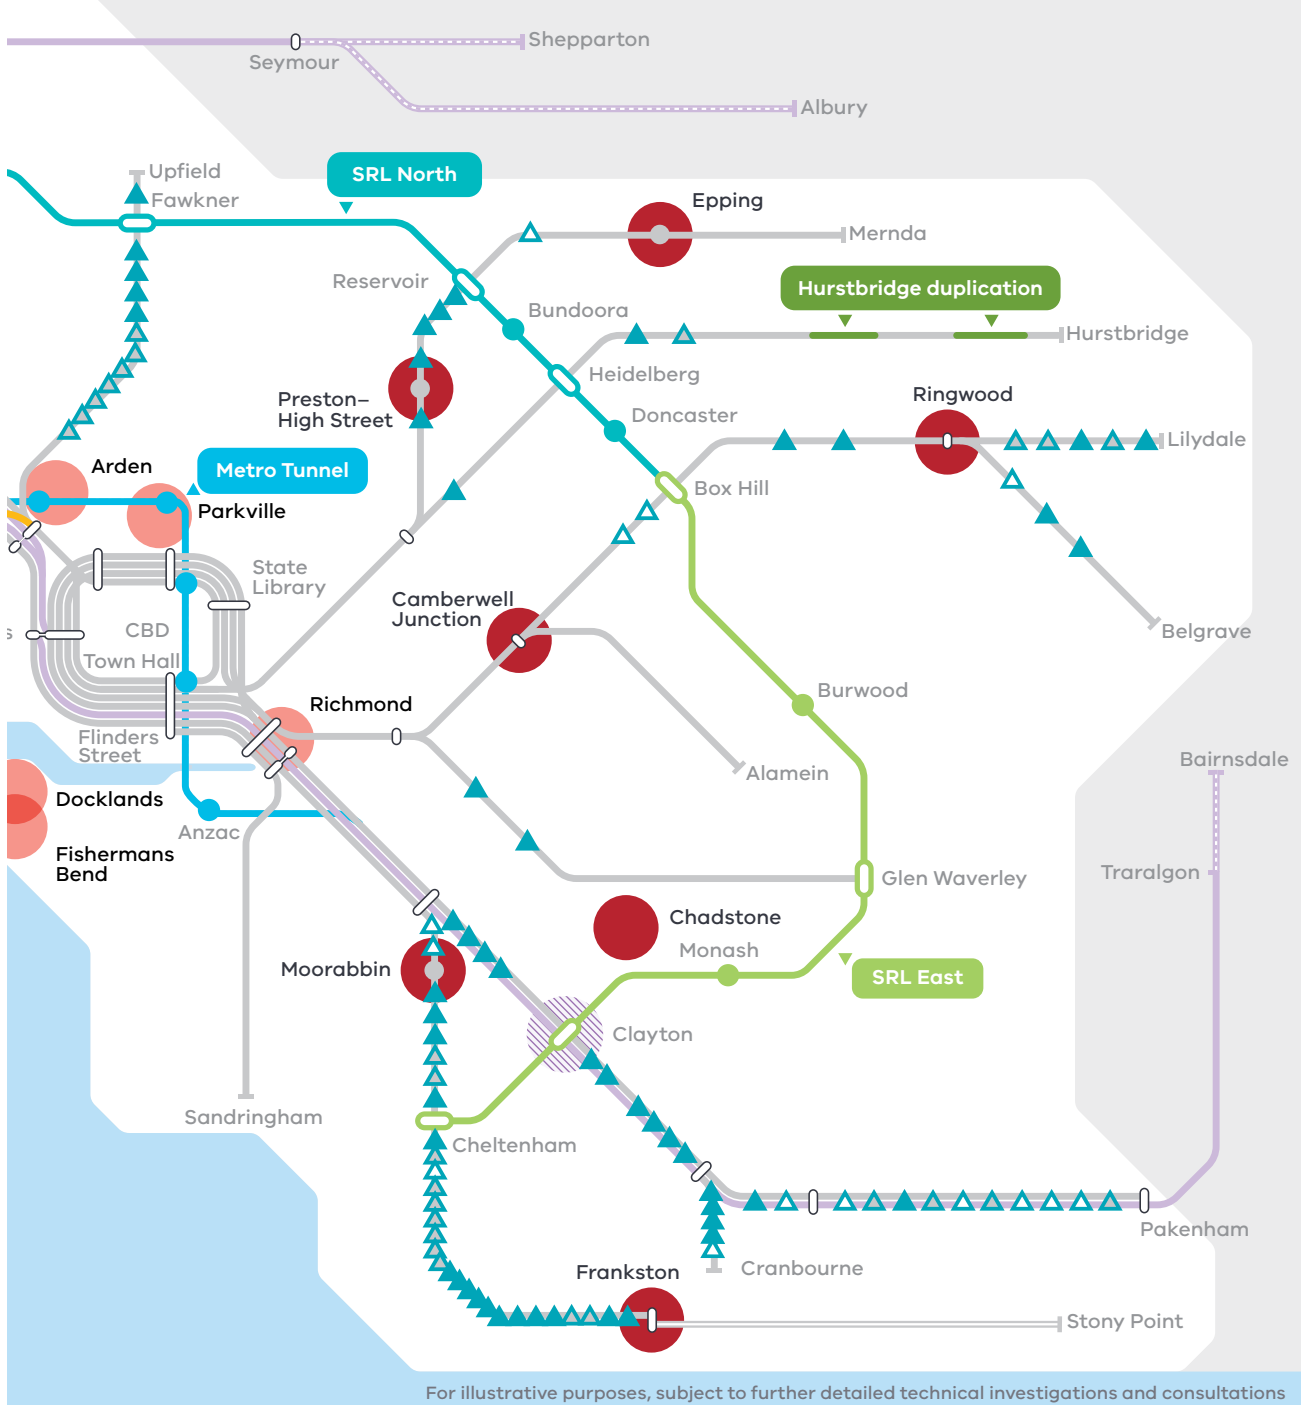 Shepparton
Seymour
Albury
Upfield
SRL North
Fawkner
Epping
Mernda
Reservoir
Hurstbridge duplication
Bundoora
Hurstbridge
Heidelberg
Ringwood
Preston–
High Street
Doncaster
Lilydale
Arden
Metro Tunnel
Box Hill
Parkville
State
Library
Camberwell
Junction
s
CBD
Belgrave
Town Hall
Burwood
Richmond
Flinders
Street
Bairnsdale
Alamein
Docklands
Anzac
Fishermans
Bend
Glen Waverley
Traralgon
Chadstone
Monash
Moorabbin
SRL East
Clayton
Sandringham
Cheltenham
Pakenham
Cranbourne
Frankston
Stony Point
For illustrative purposes, subject to further detailed technical investigations and consultations